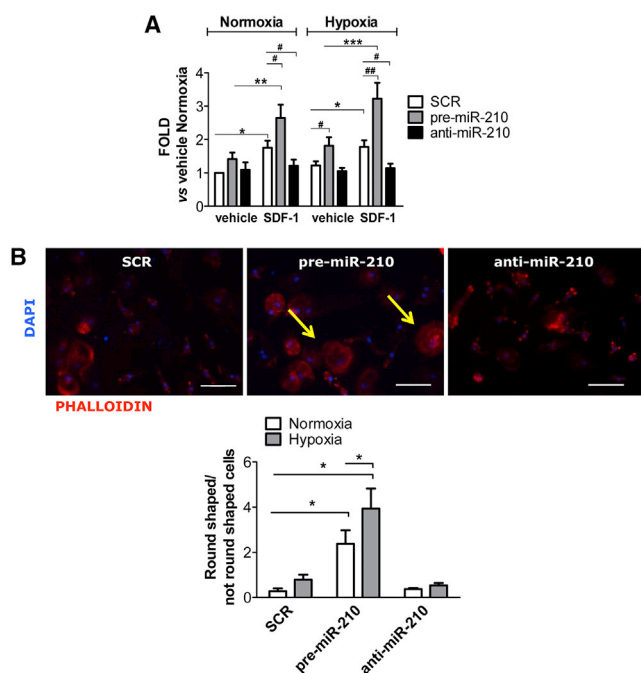 A
Normoxia Hypoxia
***
#
#
**
*
#
##
*
#
FOLD
vs vehicle Normoxia
4
3
2
1
0
vehicle SDF-1 vehicle SDF-1
SCR
pre-miR-210
anti-miR-210
B
SCR
pre-miR-210
anti-miR-210
DAPI
PHALLOIDIN
Normoxia
Hypoxia
Round shaped/
not round shaped cells
6
4
2
0
*
*
*
SCR
pre-miR-210
anti-miR-210